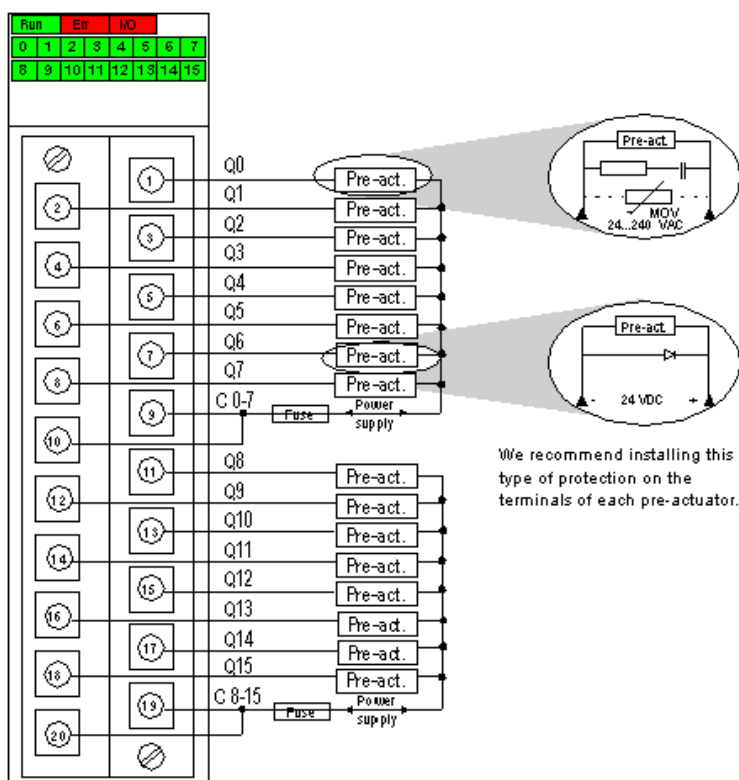 Run Err I/O
0 1 2 3 4 5 6 7
8 9 10 11 12 13 14 15
1 Q0 Pre-act.
2 Q1 Pre-act.
3 Q2 Pre-act.
4 Q3 Pre-act.
5 Q4 Pre-act.
6 Q5 Pre-act.
7 Q6 Pre-act.
8 Q7 Pre-act.
9 C 0-7 Fuse Power supply
10
11 Q8 Pre-act.
12 Q9 Pre-act.
13 Q10 Pre-act.
14 Q11 Pre-act.
15 Q12 Pre-act.
16 Q13 Pre-act.
17 Q14 Pre-act.
18 Q15 Pre-act.
19 C 8-15 Fuse Power supply
20
Pre-act.
MOV
24...240 VAC
Pre-act.
- 24 VDC +
We recommend installing this
type of protection on the
terminals of each pre-actuator.